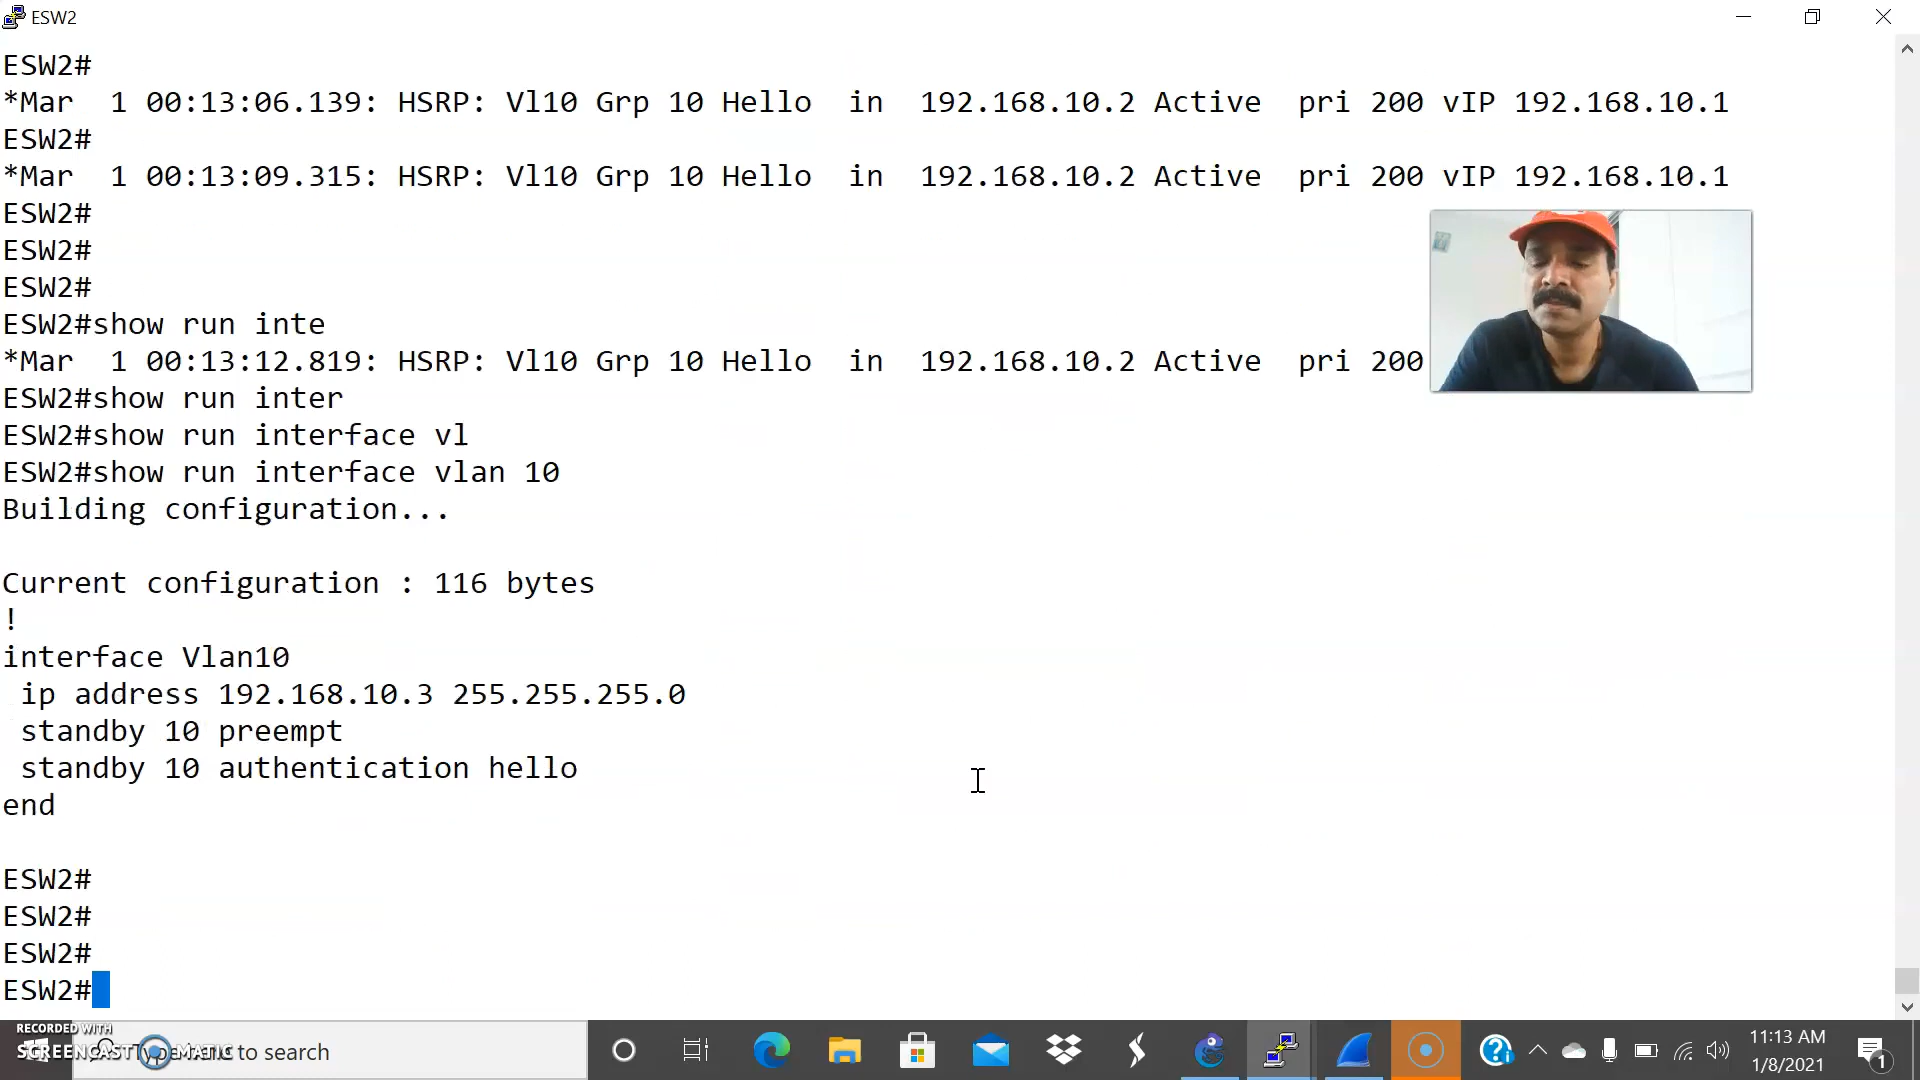 ESW2
ESW2#
*Mar  1 00:13:06.139: HSRP: Vl10 Grp 10 Hello  in  192.168.10.2 Active  pri 200 vIP 192.168.10.1
ESW2#
*Mar  1 00:13:09.315: HSRP: Vl10 Grp 10 Hello  in  192.168.10.2 Active  pri 200 vIP 192.168.10.1
ESW2#
ESW2#
ESW2#
ESW2#show run inte
*Mar  1 00:13:12.819: HSRP: Vl10 Grp 10 Hello  in  192.168.10.2 Active  pri 200
ESW2#show run inter
ESW2#show run interface vl
ESW2#show run interface vlan 10
Building configuration...
Current configuration : 116 bytes
!
interface Vlan10
 ip address 192.168.10.3 255.255.255.0
 standby 10 preempt
 standby 10 authentication hello
end
ESW2#
ESW2#
ESW2#
ESW2#
RECORDED WITH
SCREENCAST MATIC
to search
11:13 AM
1/8/2021
1